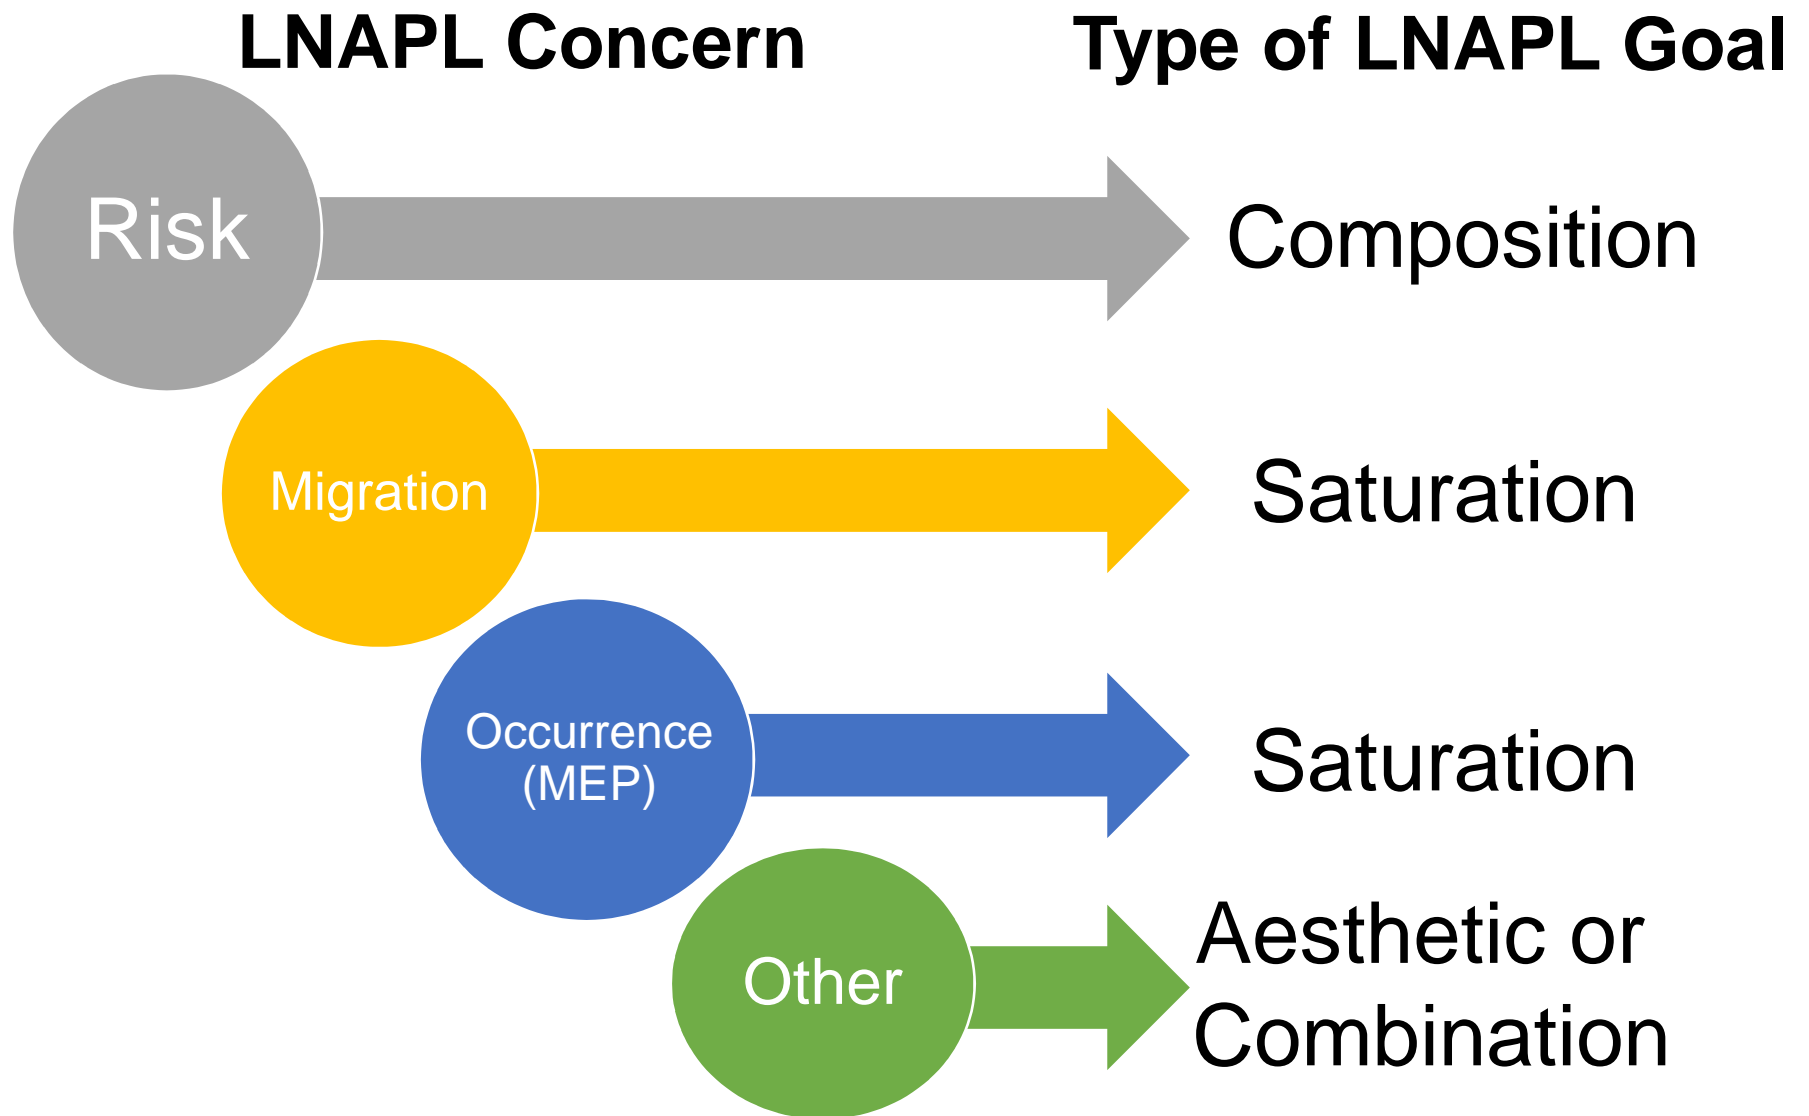 LNAPL Concern
Type of LNAPL Goal
Risk
Composition
Migration
Saturation
Occurrence
(MEP)
Saturation
Other
Aesthetic or
Combination